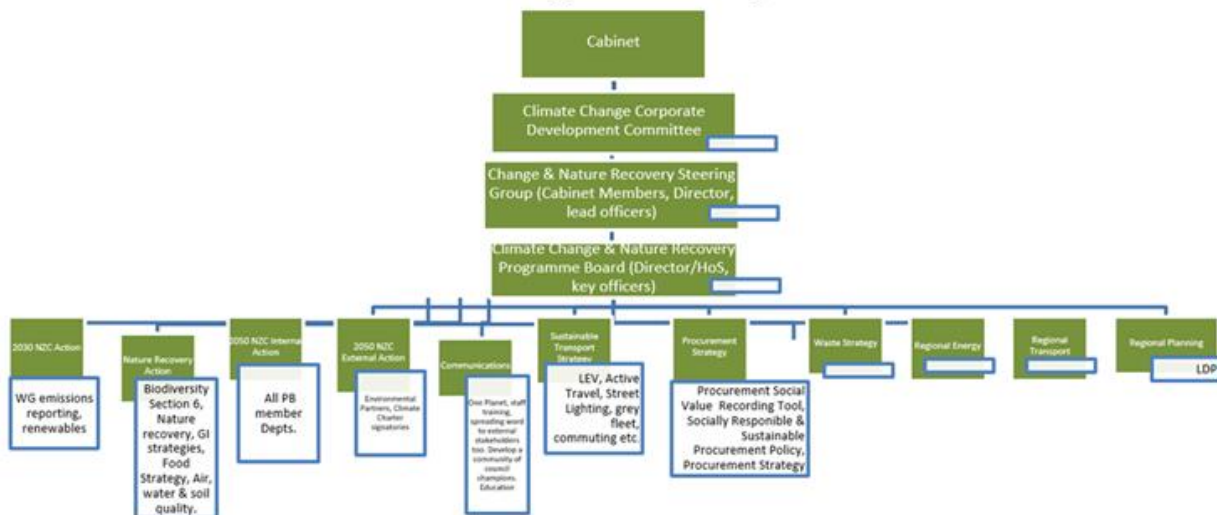 Cabinet
Climate Change Corporate
Development Committee
Change & Nature Recovery Steering
Group (Cabinet Members, Director,
lead officers)
Climate Change & Nature Recovery
Programme Board (Director/HoS,
key officers)
2030 NZC Action
WG emissions
reporting,
renewables
Nature Recovery
Action
Biodiversity
Section 6,
Nature
recovery, GI
strategies,
Food
Strategy, Air,
water & soil
quality.
2050 NZC Internal
Action
All PB
member
Depts.
2050 NZC
External Action
Environmental
Partners, Climate
Charter
signatories
Communications
One Planet, staff
training,
spreading word
to external
stakeholders
too. Develop a
community of
council
champions.
Education
Sustainable
Transport
Strategy
LEV, Active
Travel, Street
Lighting, grey
fleet,
commuting etc.
Procurement
Strategy
Procurement Social
Value Recording Tool,
Socially Responible &
Sustainable
Procurement Policy,
Procurement Strategy
Waste Strategy
Regional Energy
Regional
Transport
Regional Planning
LDP